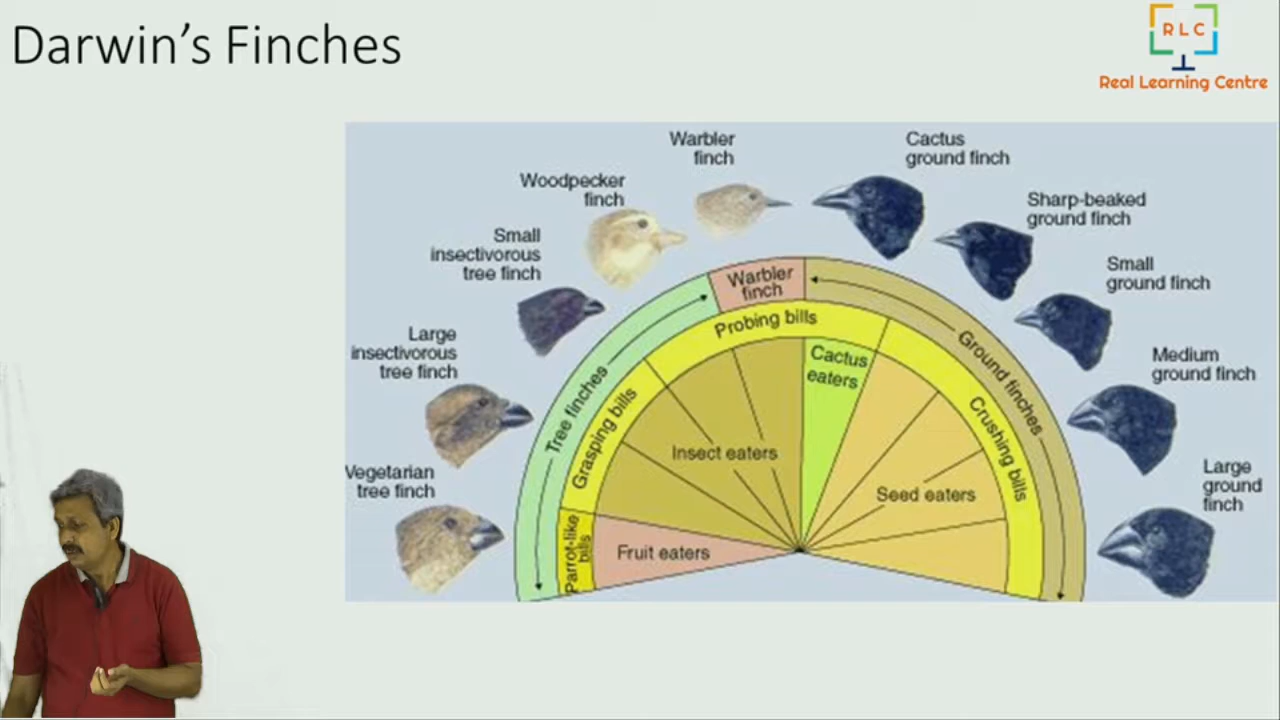 Darwin's Finches
RLC
Real Learning Centre
Warbler
finch
Cactus
ground finch
Woodpecker
finch
Sharp-beaked
ground finch
Small
insectivorous
tree finch
Small
ground finch
Large
insectivorous
tree finch
Medium
ground finch
Vegetarian
tree finch
Large
ground
finch
Warbler
finch
Tree finches
Ground finches
Probing bills
Grasping bills
Crushing bills
Parrot-like
bills
Cactus
eaters
Insect eaters
Seed eaters
Fruit eaters